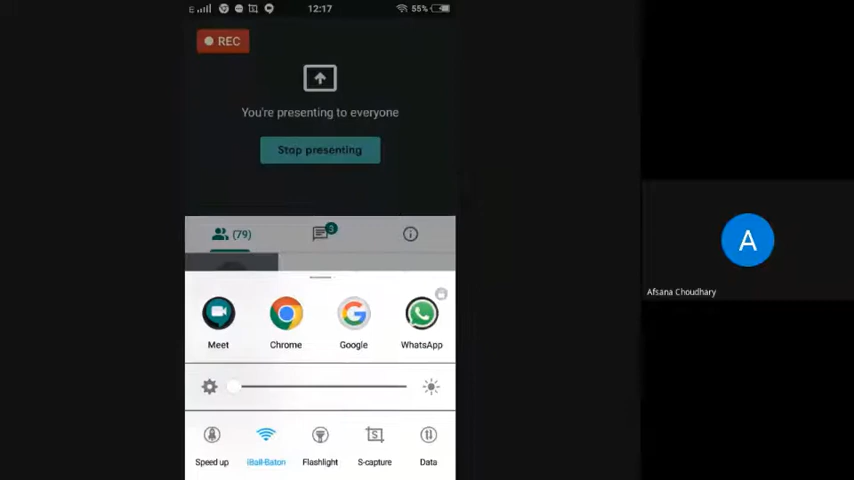 E 12:17 55%
REC
You're presenting to everyone
Stop presenting
(79) 3
Meet Chrome Google WhatsApp
Speed up iBall-Baton Flashlight S-capture Data
A
Afsana Choudhary